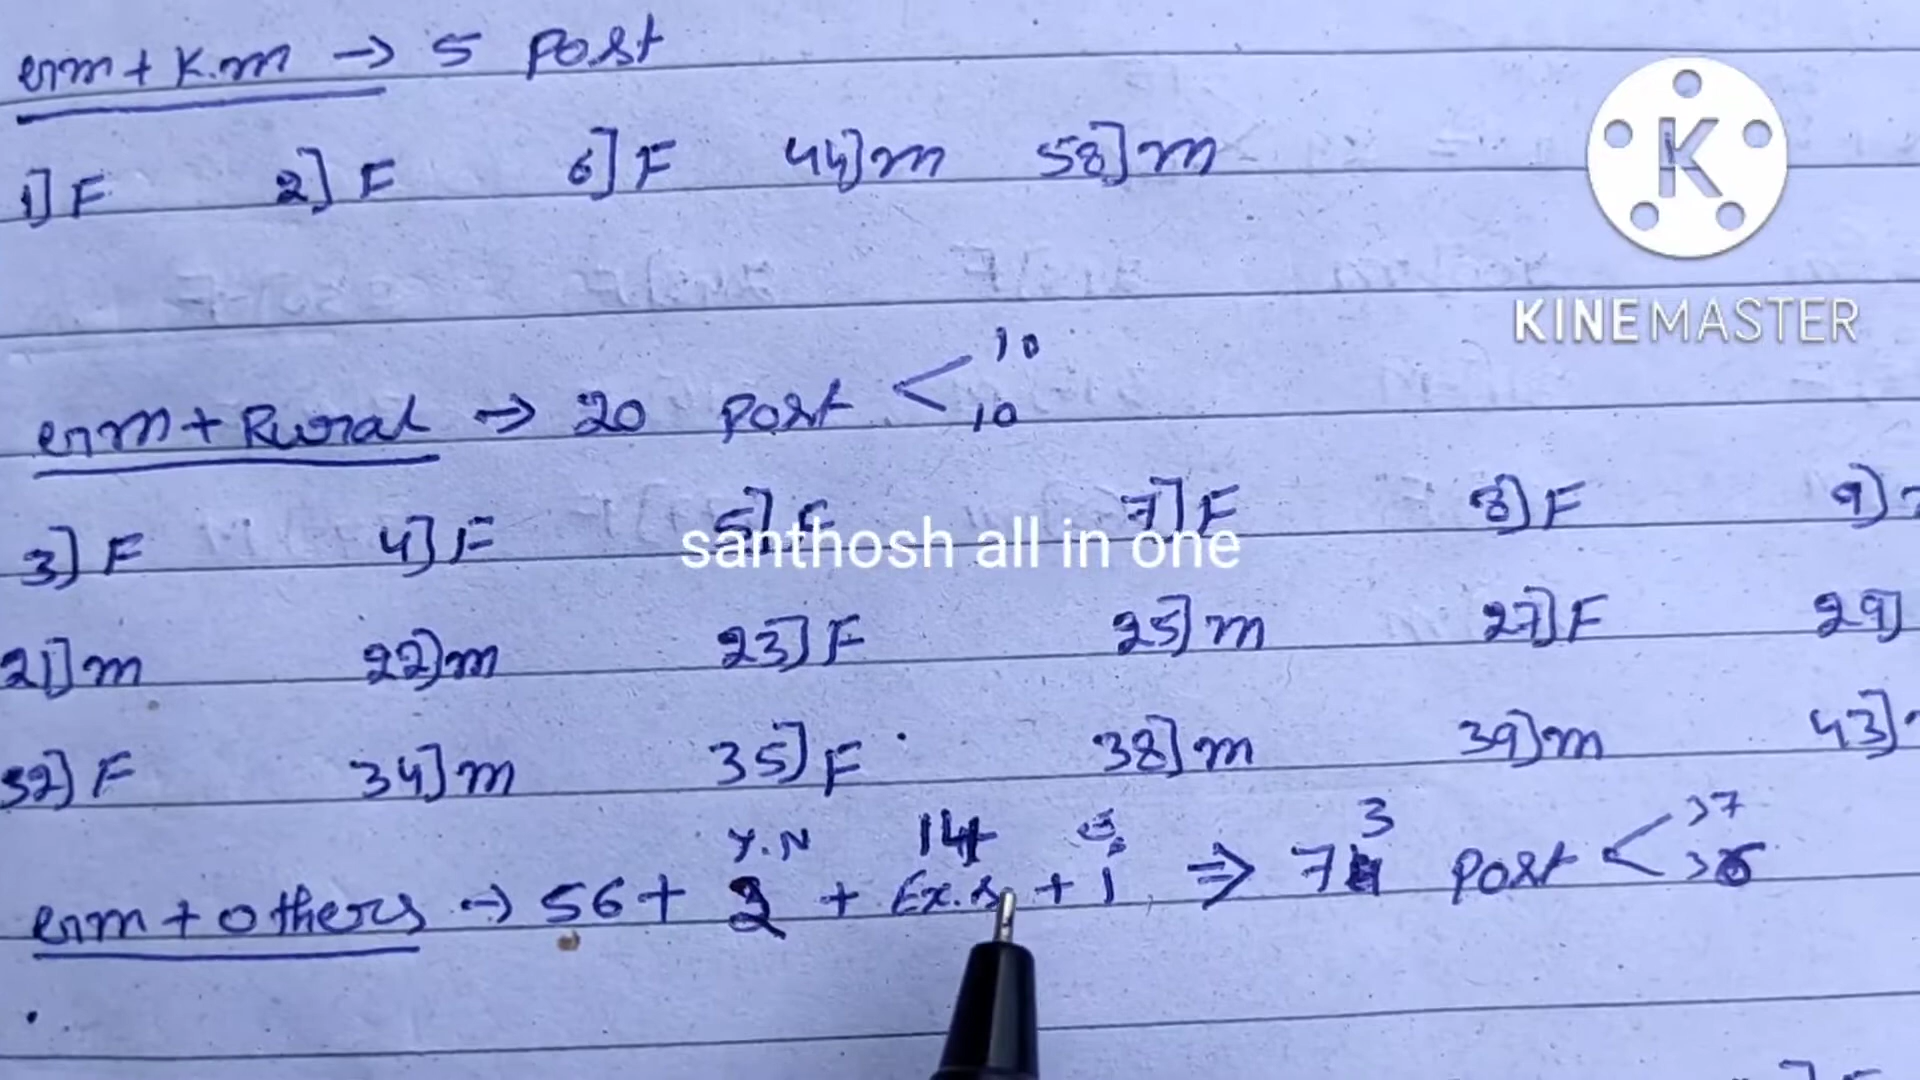 erm + K.m → 5 Post
1] F 2] F 6] F 44] m 58] m
KINEMASTER
10
erm + Rural → 20 Post < 10
3] F 4] F 5] F 7] F 8] F 9]
santhosh all in one
21] m 22] m 23] F 25] m 27] F 29]
32] F 34] m 35] F 38] m 39] m 43]
Y.N 14 3 37
erm + others → 56 + 2 + Ex.s + 1 ⇒ 7 Post < 36